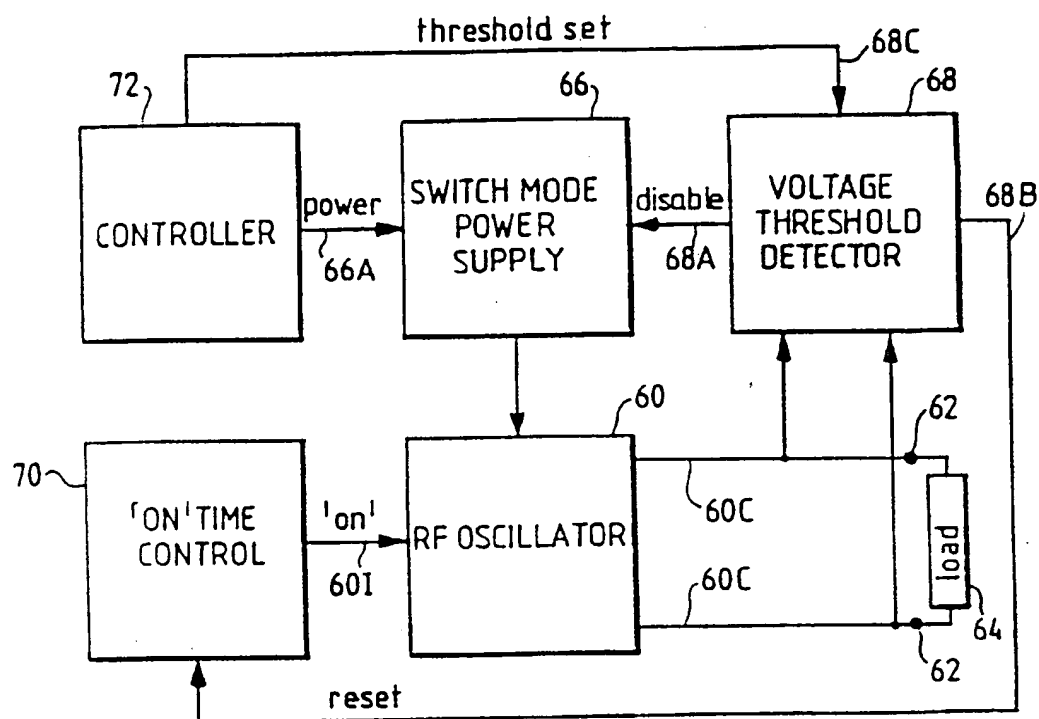 threshold set
68C
72
66
68
CONTROLLER
power
66A
SWITCH MODE
POWER
SUPPLY
disable
68A
VOLTAGE
THRESHOLD
DETECTOR
68B
60
62
70
'ON' TIME
CONTROL
'on'
60I
RF OSCILLATOR
60C
60C
load
64
62
reset